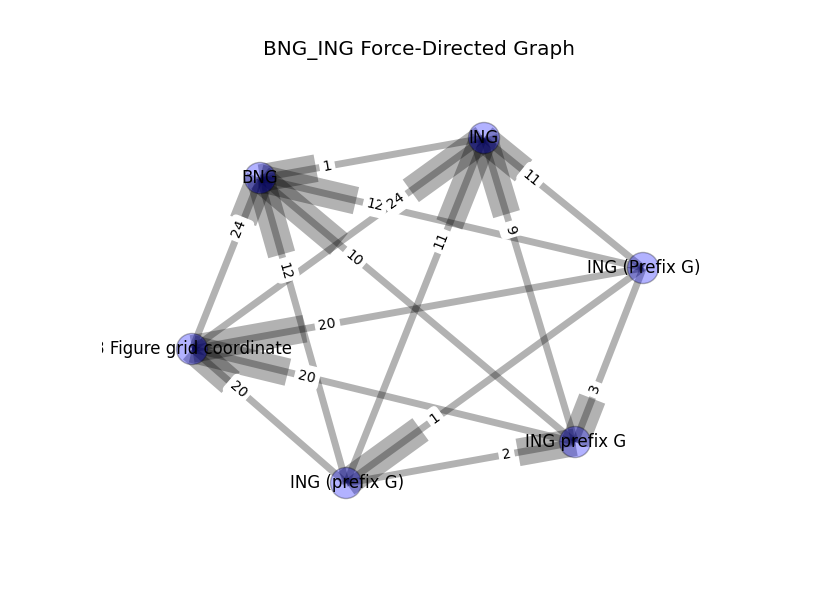 BNG_ING Force-Directed Graph
ING
1
BNG
11
12
24
24
9
11
10
12
ING (Prefix G)
20
Figure grid coordinate
20
20
3
1
ING prefix G
2
ING (prefix G)